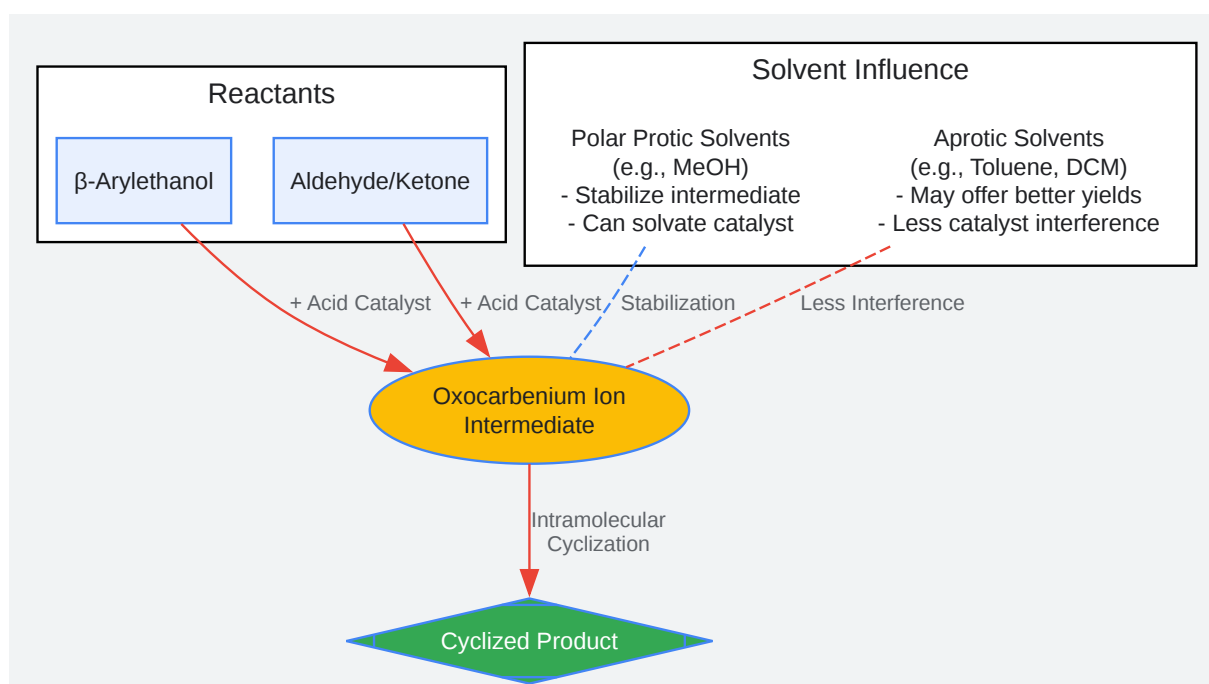 Reactants
β-Arylethanol
Aldehyde/Ketone
Solvent Influence
Polar Protic Solvents
(e.g., MeOH)
- Stabilize intermediate
- Can solvate catalyst
Aprotic Solvents
(e.g., Toluene, DCM)
- May offer better yields
- Less catalyst interference
+ Acid Catalyst
+ Acid Catalyst
Stabilization
Less Interference
Oxocarbenium Ion
Intermediate
Intramolecular
Cyclization
Cyclized Product